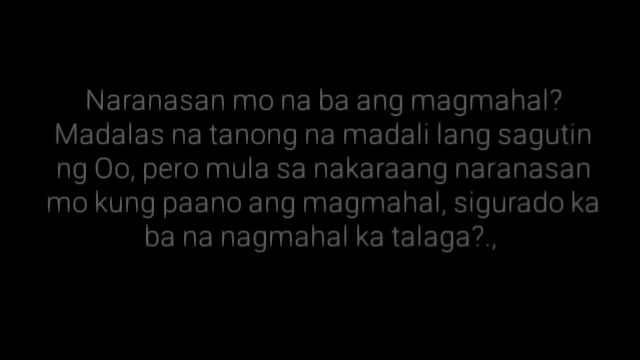 Naranasan mo na ba ang magmahal?
Madalas na tanong na madali lang sagutin
ng Oo, pero mula sa nakaraang naranasan
mo kung paano ang magmahal, sigurado ka
ba na nagmahal ka talaga?.,